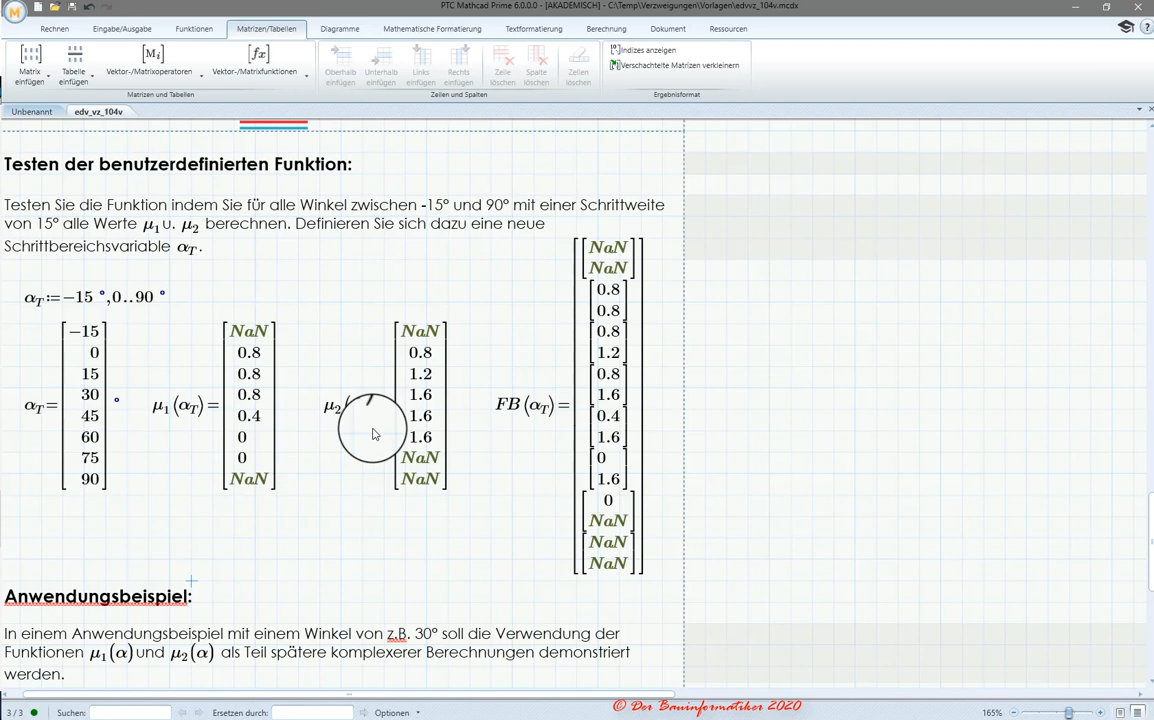 PTC Mathcad Prime 6.0.0.0 - [AKADEMISCH] C:\Temp\Verzweigungen\Vorlagen\edvvz_104v.mcdx
Rechnen Eingabe/Ausgabe Funktionen Matrizen/Tabellen Diagramme Mathematische Formatierung Textformatierung Berechnung Dokument Ressourcen
Matrix einfügen
Tabelle einfügen
Vektor-/Matrixoperatoren
Vektor-/Matrixfunktionen
Matrizen und Tabellen
Oberhalb einfügen
Unterhalb einfügen
Links einfügen
Rechts einfügen
Zeile löschen
Spalte löschen
Zellen löschen
Zeilen und Spalten
Indizes anzeigen
Verschachtelte Matrizen verkleinern
Ergebnisformat
Unbenannt edv_vz_104v
Testen der benutzerdefinierten Funktion:
Testen Sie die Funktion indem Sie für alle Winkel zwischen -15° und 90° mit einer Schrittweite
von 15° alle Werte μ₁ u. μ₂ berechnen. Definieren Sie sich dazu eine neue
Schrittbereichsvariable α_T.
α_T := −15 °, 0 .. 90 °
α_T = [−15 0 15 30 45 60 75 90] °
μ₁(α_T) = [NaN 0.8 0.8 0.8 0.4 0 0 NaN]
μ₂( [NaN 0.8 1.2 1.6 1.6 1.6 NaN NaN]
FB(α_T) = [[NaN NaN] [0.8 0.8] [0.8 1.2] [0.8 1.6] [0.4 1.6] [0 1.6] [0 NaN] [NaN NaN]]
Anwendungsbeispiel:
In einem Anwendungsbeispiel mit einem Winkel von z.B. 30° soll die Verwendung der
Funktionen μ₁(α) und μ₂(α) als Teil spätere komplexerer Berechnungen demonstriert
werden.
3 / 3 Suchen: Ersetzen durch: Optionen 165%
© Der Bauinformatiker 2020